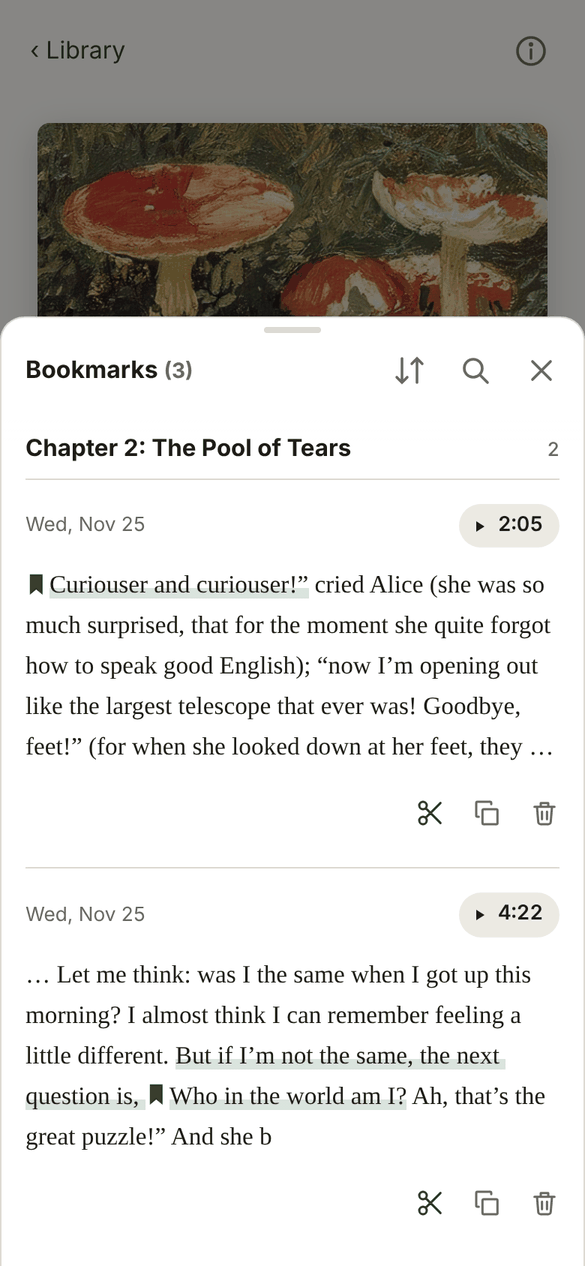 ‹ Library
Bookmarks (3)
Chapter 2: The Pool of Tears 2
Wed, Nov 25 2:05
Curiouser and curiouser!” cried Alice (she was so
much surprised, that for the moment she quite forgot
how to speak good English); “now I’m opening out
like the largest telescope that ever was! Goodbye,
feet!” (for when she looked down at her feet, they …
Wed, Nov 25 4:22
… Let me think: was I the same when I got up this
morning? I almost think I can remember feeling a
little different. But if I’m not the same, the next
question is, Who in the world am I? Ah, that’s the
great puzzle!” And she b